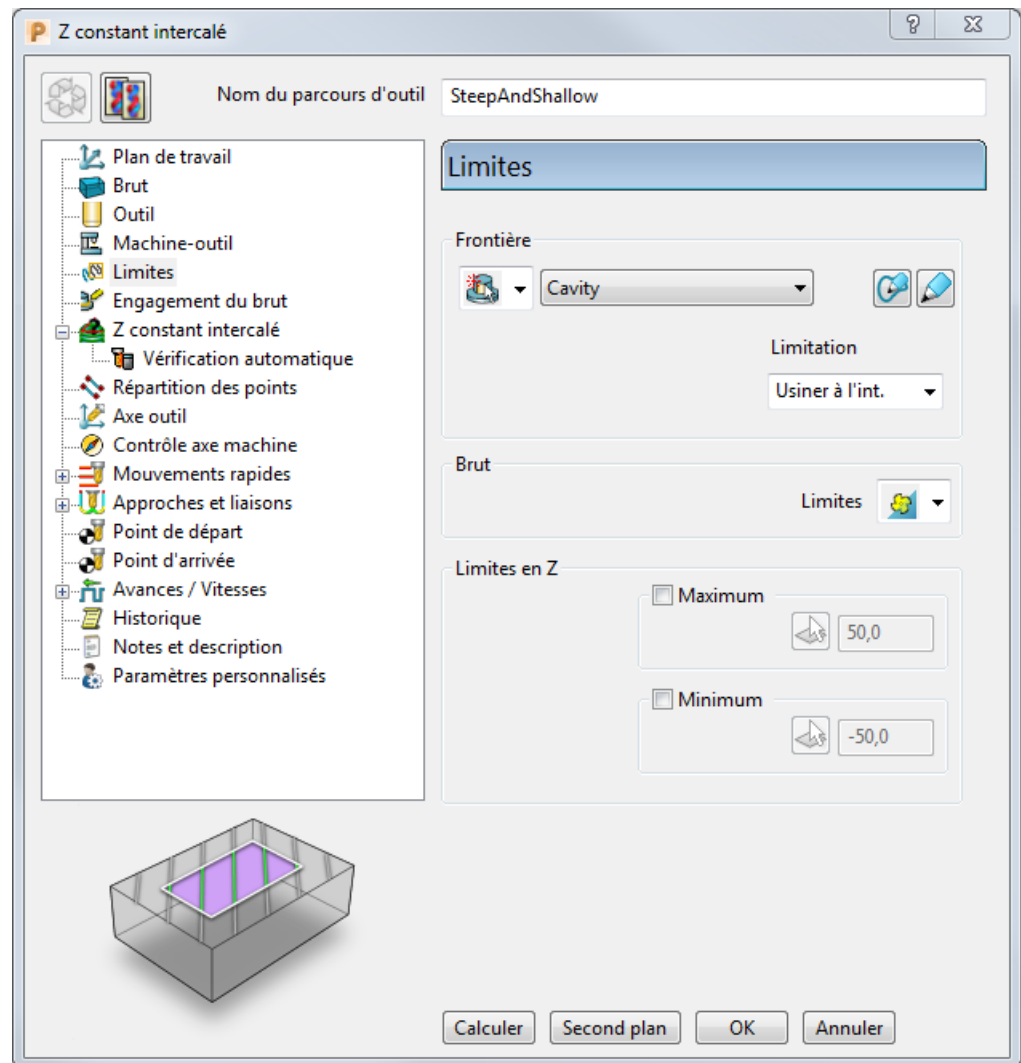 Z constant intercalé
Nom du parcours d'outil
SteepAndShallow
Plan de travail
Brut
Outil
Machine-outil
Limites
Engagement du brut
Z constant intercalé
Vérification automatique
Répartition des points
Axe outil
Contrôle axe machine
Mouvements rapides
Approches et liaisons
Point de départ
Point d'arrivée
Avances / Vitesses
Historique
Notes et description
Paramètres personnalisés
Limites
Frontière
Cavity
Limitation
Usiner à l'int.
Brut
Limites
Limites en Z
Maximum
50,0
Minimum
-50,0
Calculer Second plan OK Annuler